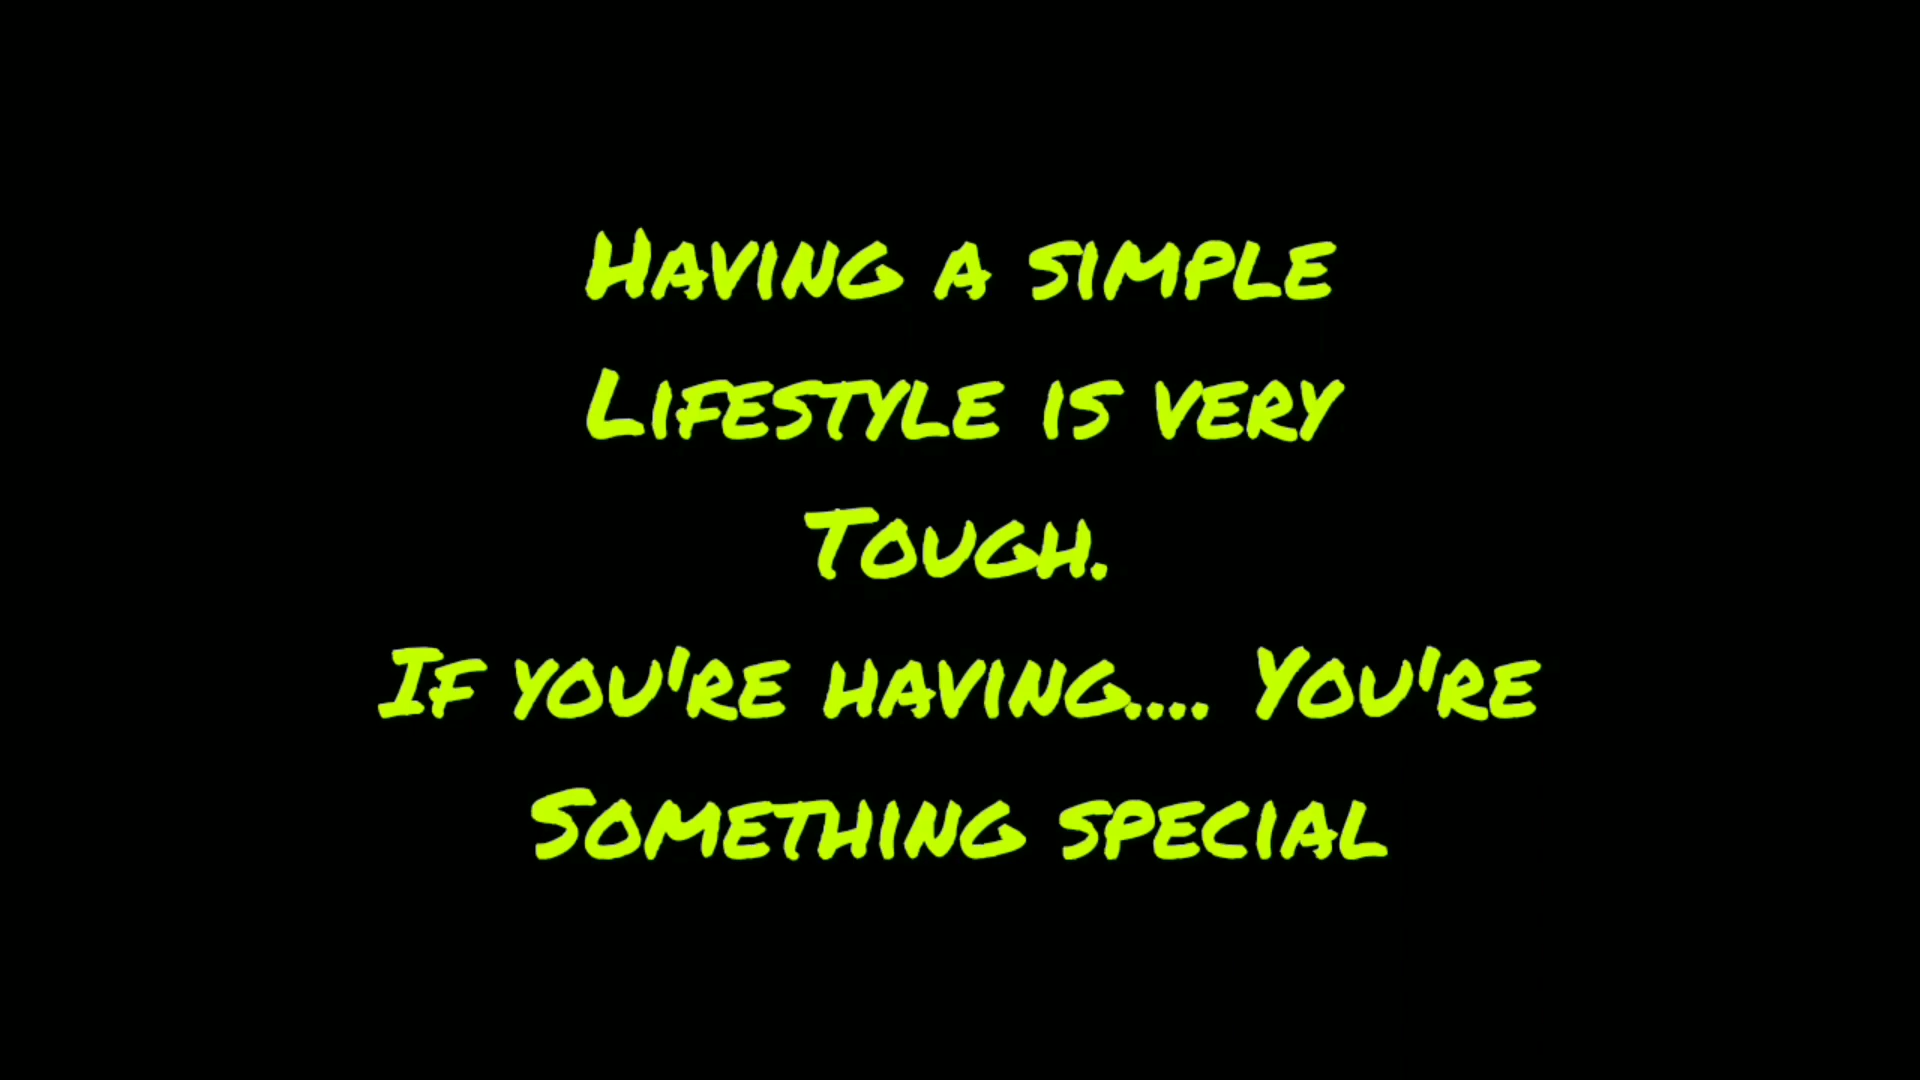 Having a simple
Lifestyle is very
Tough.
If you're having.... You're
Something special